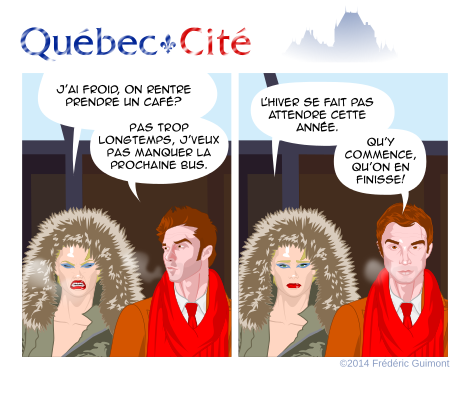 Québec Cité
J'AI FROID, ON RENTRE
PRENDRE UN CAFÉ?
PAS TROP
LONGTEMPS, J'VEUX
PAS MANQUER LA
PROCHAINE BUS.
L'HIVER SE FAIT PAS
ATTENDRE CETTE
ANNÉE.
QU'Y
COMMENCE,
QU'ON EN
FINISSE!
©2014 Frédéric Guimont